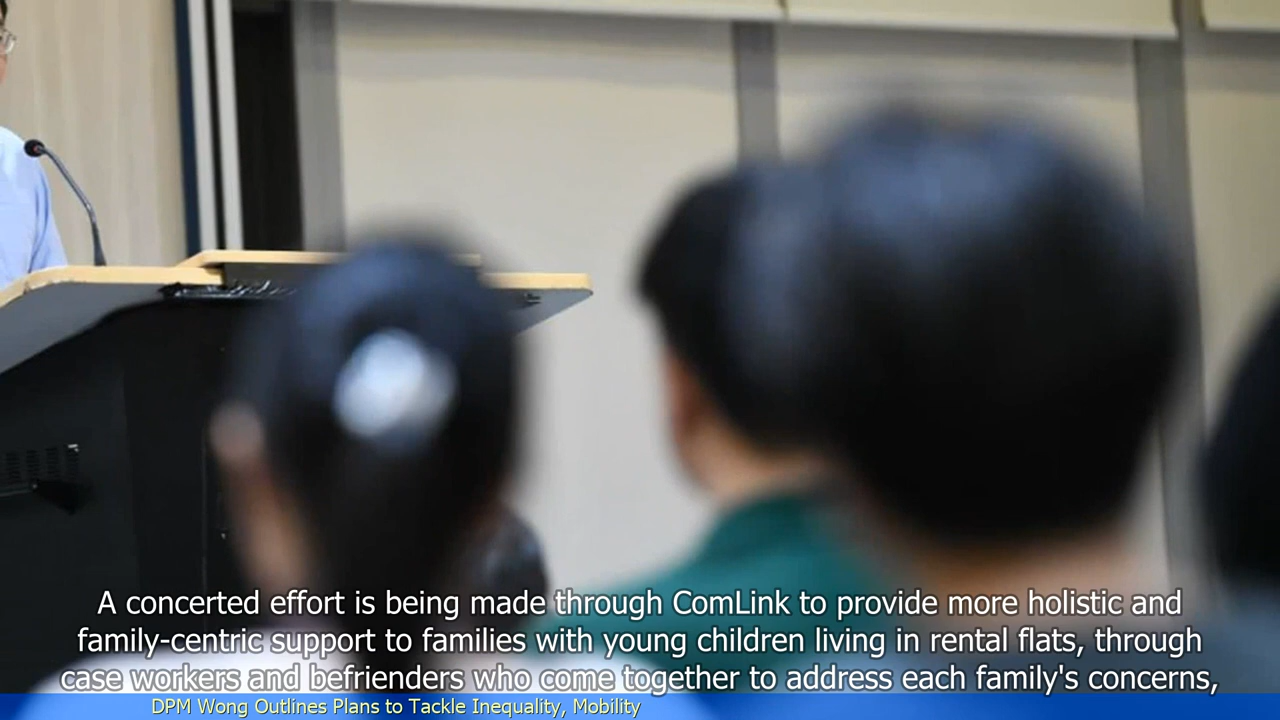 A concerted effort is being made through ComLink to provide more holistic and
family-centric support to families with young children living in rental flats, through
case workers and befrienders who come together to address each family's concerns,
DPM Wong Outlines Plans to Tackle Inequality, Mobility